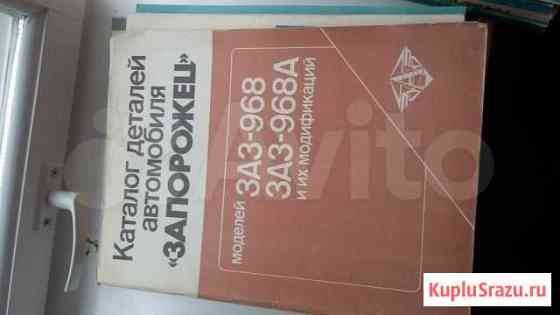 Каталог деталей
автомобиля
«ЗАПОРОЖЕЦ»
моделей ЗАЗ-968
ЗАЗ-968А
и их модификаций
Avito
KupluSrazu.ru